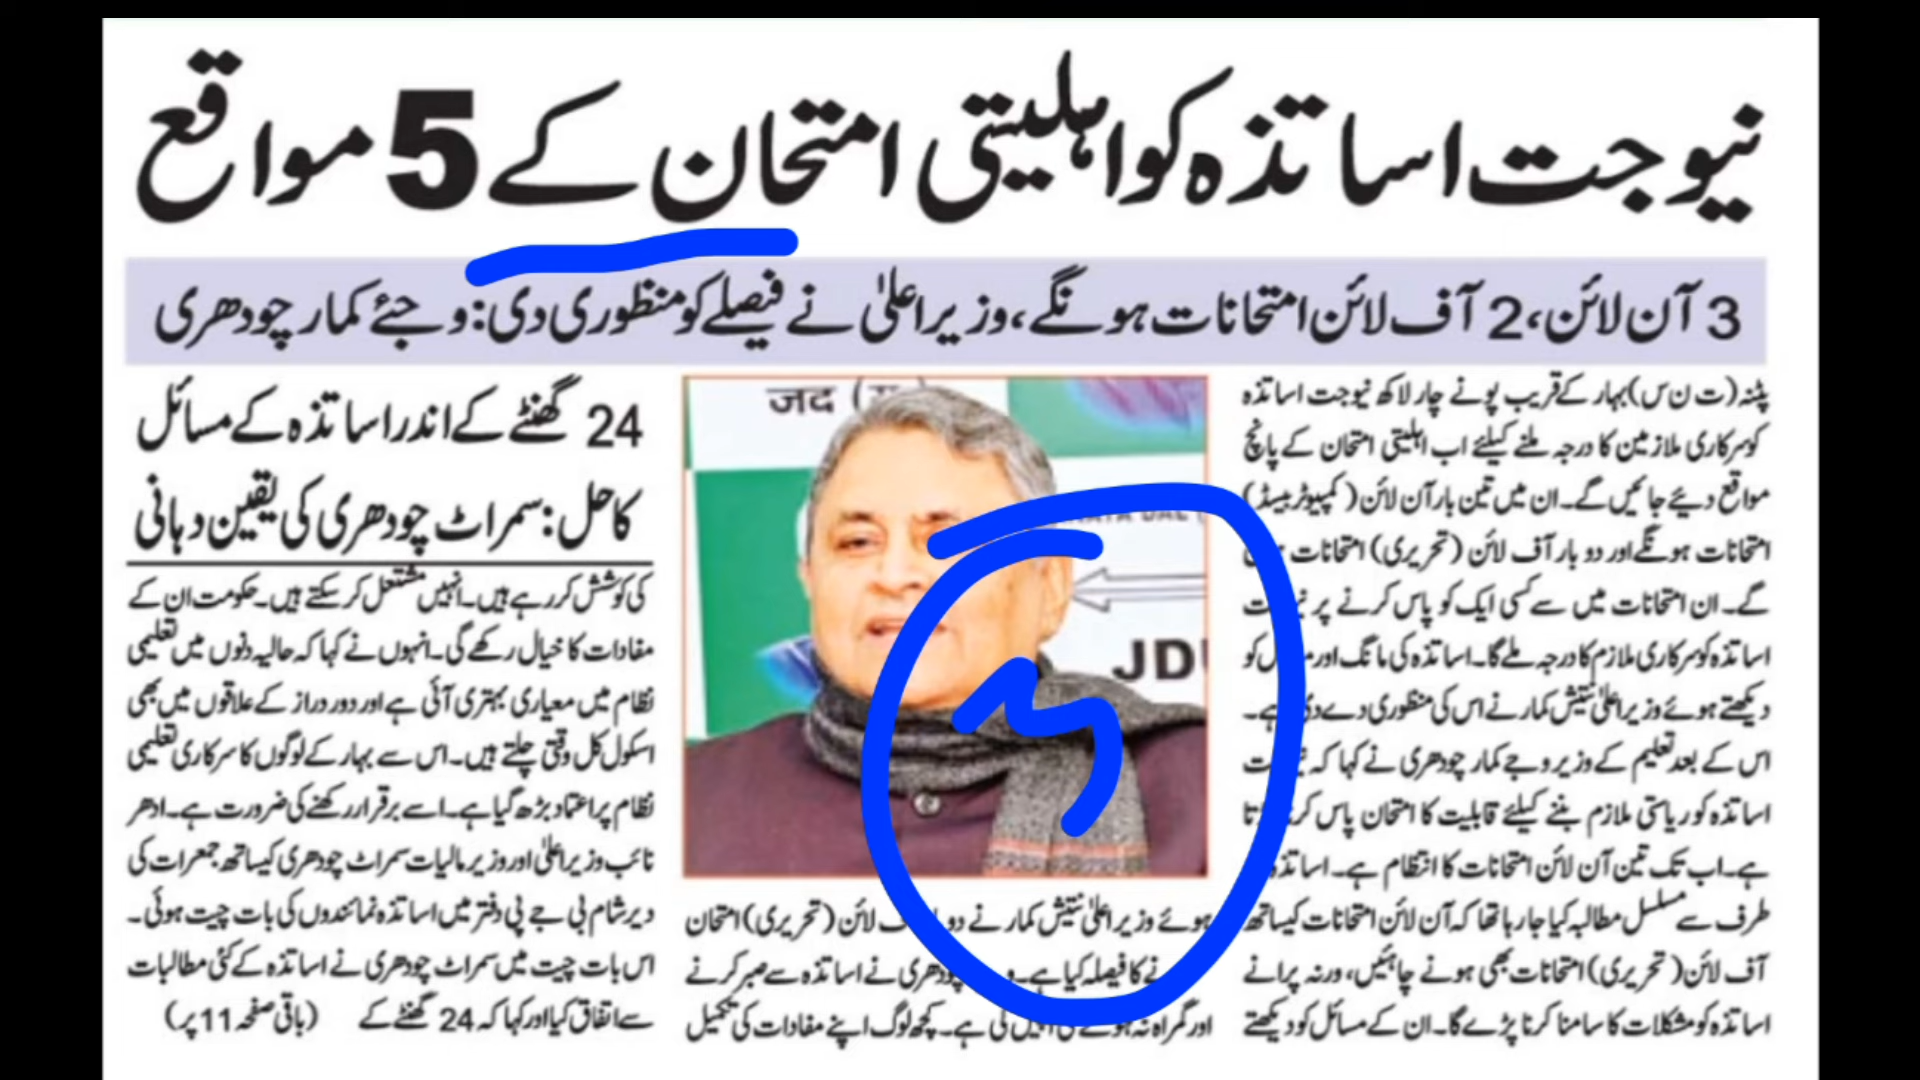 نیوجت اساتذہ کو اہلیتی امتحان کے 5 مواقع
3 آن لائن، 2 آف لائن امتحانات ہونگے، وزیراعلیٰ نے فیصلے کو منظوری دی: وجئے کمار چودھری
پٹنہ (ت ن س) بہار کے قریب پونے چار لاکھ نیوجت اساتذہ
کو سرکاری ملازمین کا درجہ ملنے کیلئے اب اہلیتی امتحان کے پانچ
مواقع دیئے جائیں گے۔ ان میں تین بار آن لائن (کمپیوٹر بیسڈ)
امتحانات ہونگے اور دو بار آف لائن (تحریری) امتحانات
گے۔ ان امتحانات میں سے کسی ایک کو پاس کرنے پر
اساتذہ کو سرکاری ملازم کا درجہ ملے گا۔ اساتذہ کی مانگ اور کو
دیکھتے ہوئے وزیراعلیٰ نتیش کمار نے اس کی منظوری دے دی ہے۔
اس کے بعد تعلیم کے وزیر وجے کمار چودھری نے کہا کہ
اساتذہ کو ریاستی ملازم بننے کیلئے قابلیت کا امتحان پاس
ہے۔ اب تک تین آن لائن امتحانات کا انتظام ہے۔ اساتذہ
طرف سے مسلسل مطالبہ کیا جا رہا تھا کہ آن لائن امتحانات کیساتھ
آف لائن (تحریری) امتحانات بھی ہونے چاہئیں، ورنہ پرانے
اساتذہ کو مشکلات کا سامنا کرنا پڑے گا۔ ان کے مسائل کو دیکھتے
जद
JDU
ہوئے وزیراعلیٰ نتیش کمار نے دو لائن (تحریری) امتحان
نے کا فیصلہ کیا ہے۔ چودھری نے اساتذہ سے صبر کرنے
اور گمراہ نہ ہونے کی ہے۔ کچھ لوگ اپنے مفادات کی تکمیل
24 گھنٹے کے اندر اساتذہ کے مسائل
کا حل: سمراٹ چودھری کی یقین دہانی
کی کوشش کر رہے ہیں۔ انہیں مشتعل کر سکتے ہیں۔ حکومت ان کے
مفادات کا خیال رکھے گی۔ انہوں نے کہا کہ حالیہ دنوں میں تعلیمی
نظام میں معیاری بہتری آئی ہے اور دور دراز کے علاقوں میں بھی
اسکول کل وقتی چلتے ہیں۔ اس سے بہار کے لوگوں کا سرکاری تعلیمی
نظام پر اعتماد بڑھ گیا ہے۔ اسے برقرار رکھنے کی ضرورت ہے۔ ادھر
نائب وزیراعلیٰ اور وزیر مالیات سمراٹ چودھری کیساتھ جمعرات کی
دیر شام بی جے پی دفتر میں اساتذہ نمائندوں کی بات چیت ہوئی۔
اس بات چیت میں سمراٹ چودھری نے اساتذہ کے کئی مطالبات
سے اتفاق کیا اور کہا کہ 24 گھنٹے کے (باقی صفحہ 11 پر)